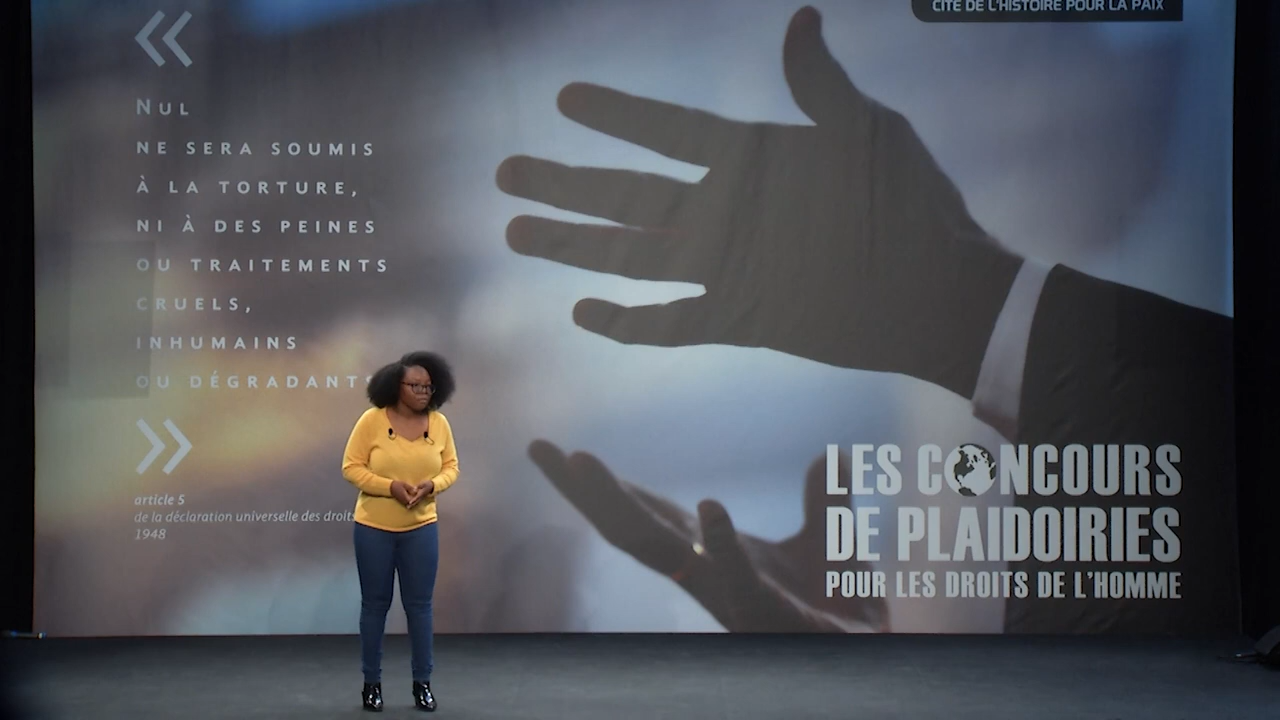 CITÉ DE L'HISTOIRE POUR LA PAIX
«
NUL
NE SERA SOUMIS
À LA TORTURE,
NI À DES PEINES
OU TRAITEMENTS
CRUELS,
INHUMAINS
OU DÉGRADANT
»
article 5
de la déclaration universelle des droits
1948
LES CONCOURS
DE PLAIDOIRIES
POUR LES DROITS DE L'HOMME